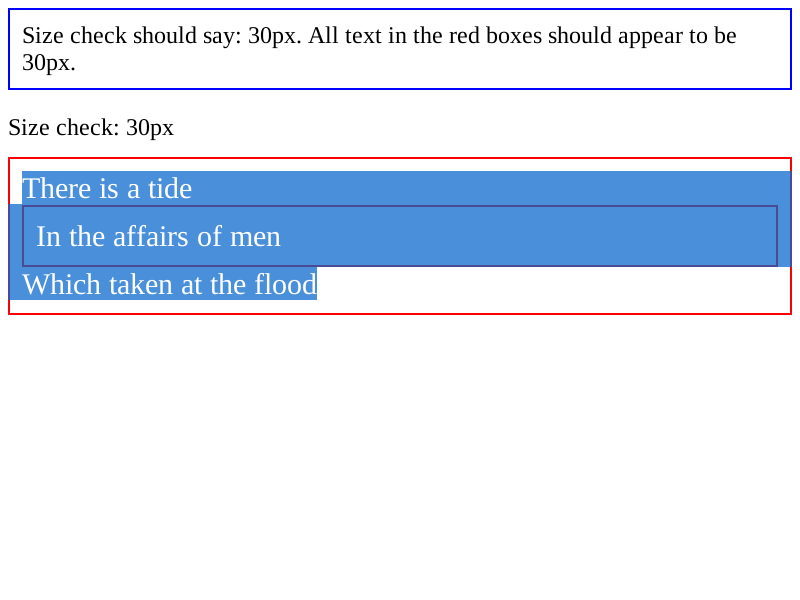 Size check should say: 30px. All text in the red boxes should appear to be
30px.
Size check: 30px
There is a tide
In the affairs of men
Which taken at the flood